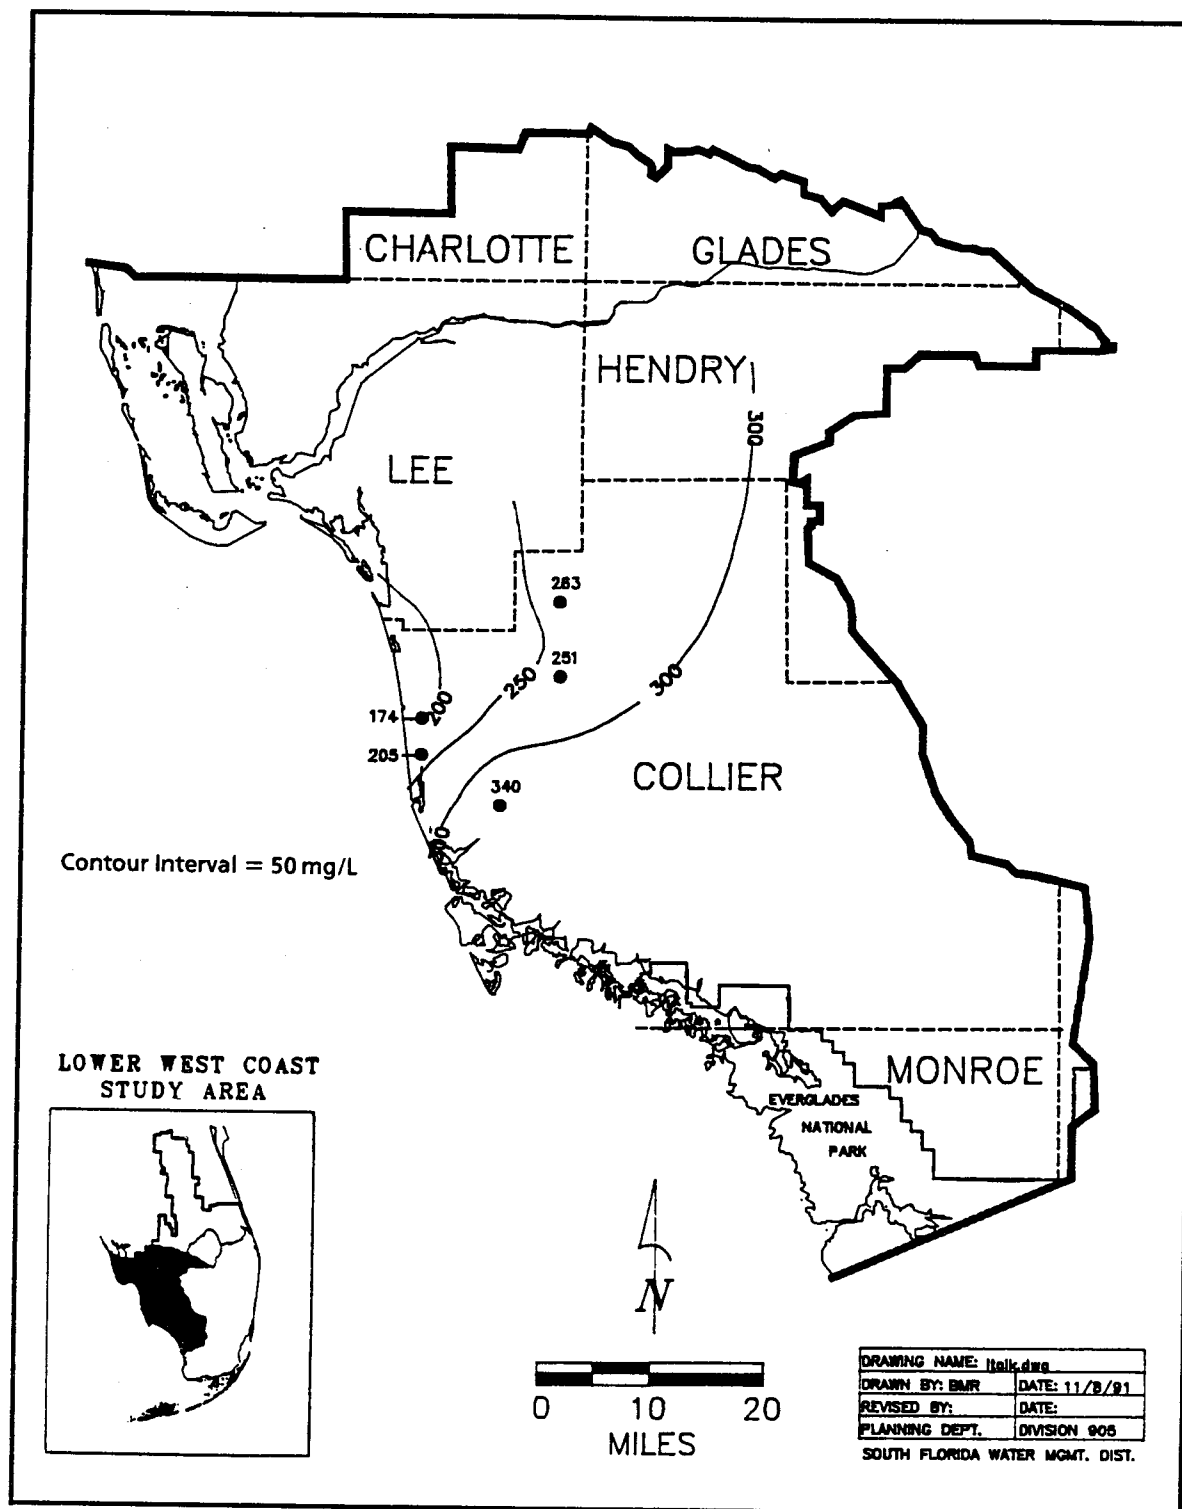 CHARLOTTE
GLADES
HENDRY
300
LEE
263
251
250
300
200
174
205
340
COLLIER
Contour Interval = 50 mg/L
MONROE
EVERGLADES
NATIONAL
PARK
LOWER WEST COAST
STUDY AREA
N
0 10 20
MILES
DRAWING NAME:
DRAWN BY: BMR DATE: 11/8/91
REVISED BY: DATE:
PLANNING DEPT. DIVISION 905
SOUTH FLORIDA WATER MGMT. DIST.